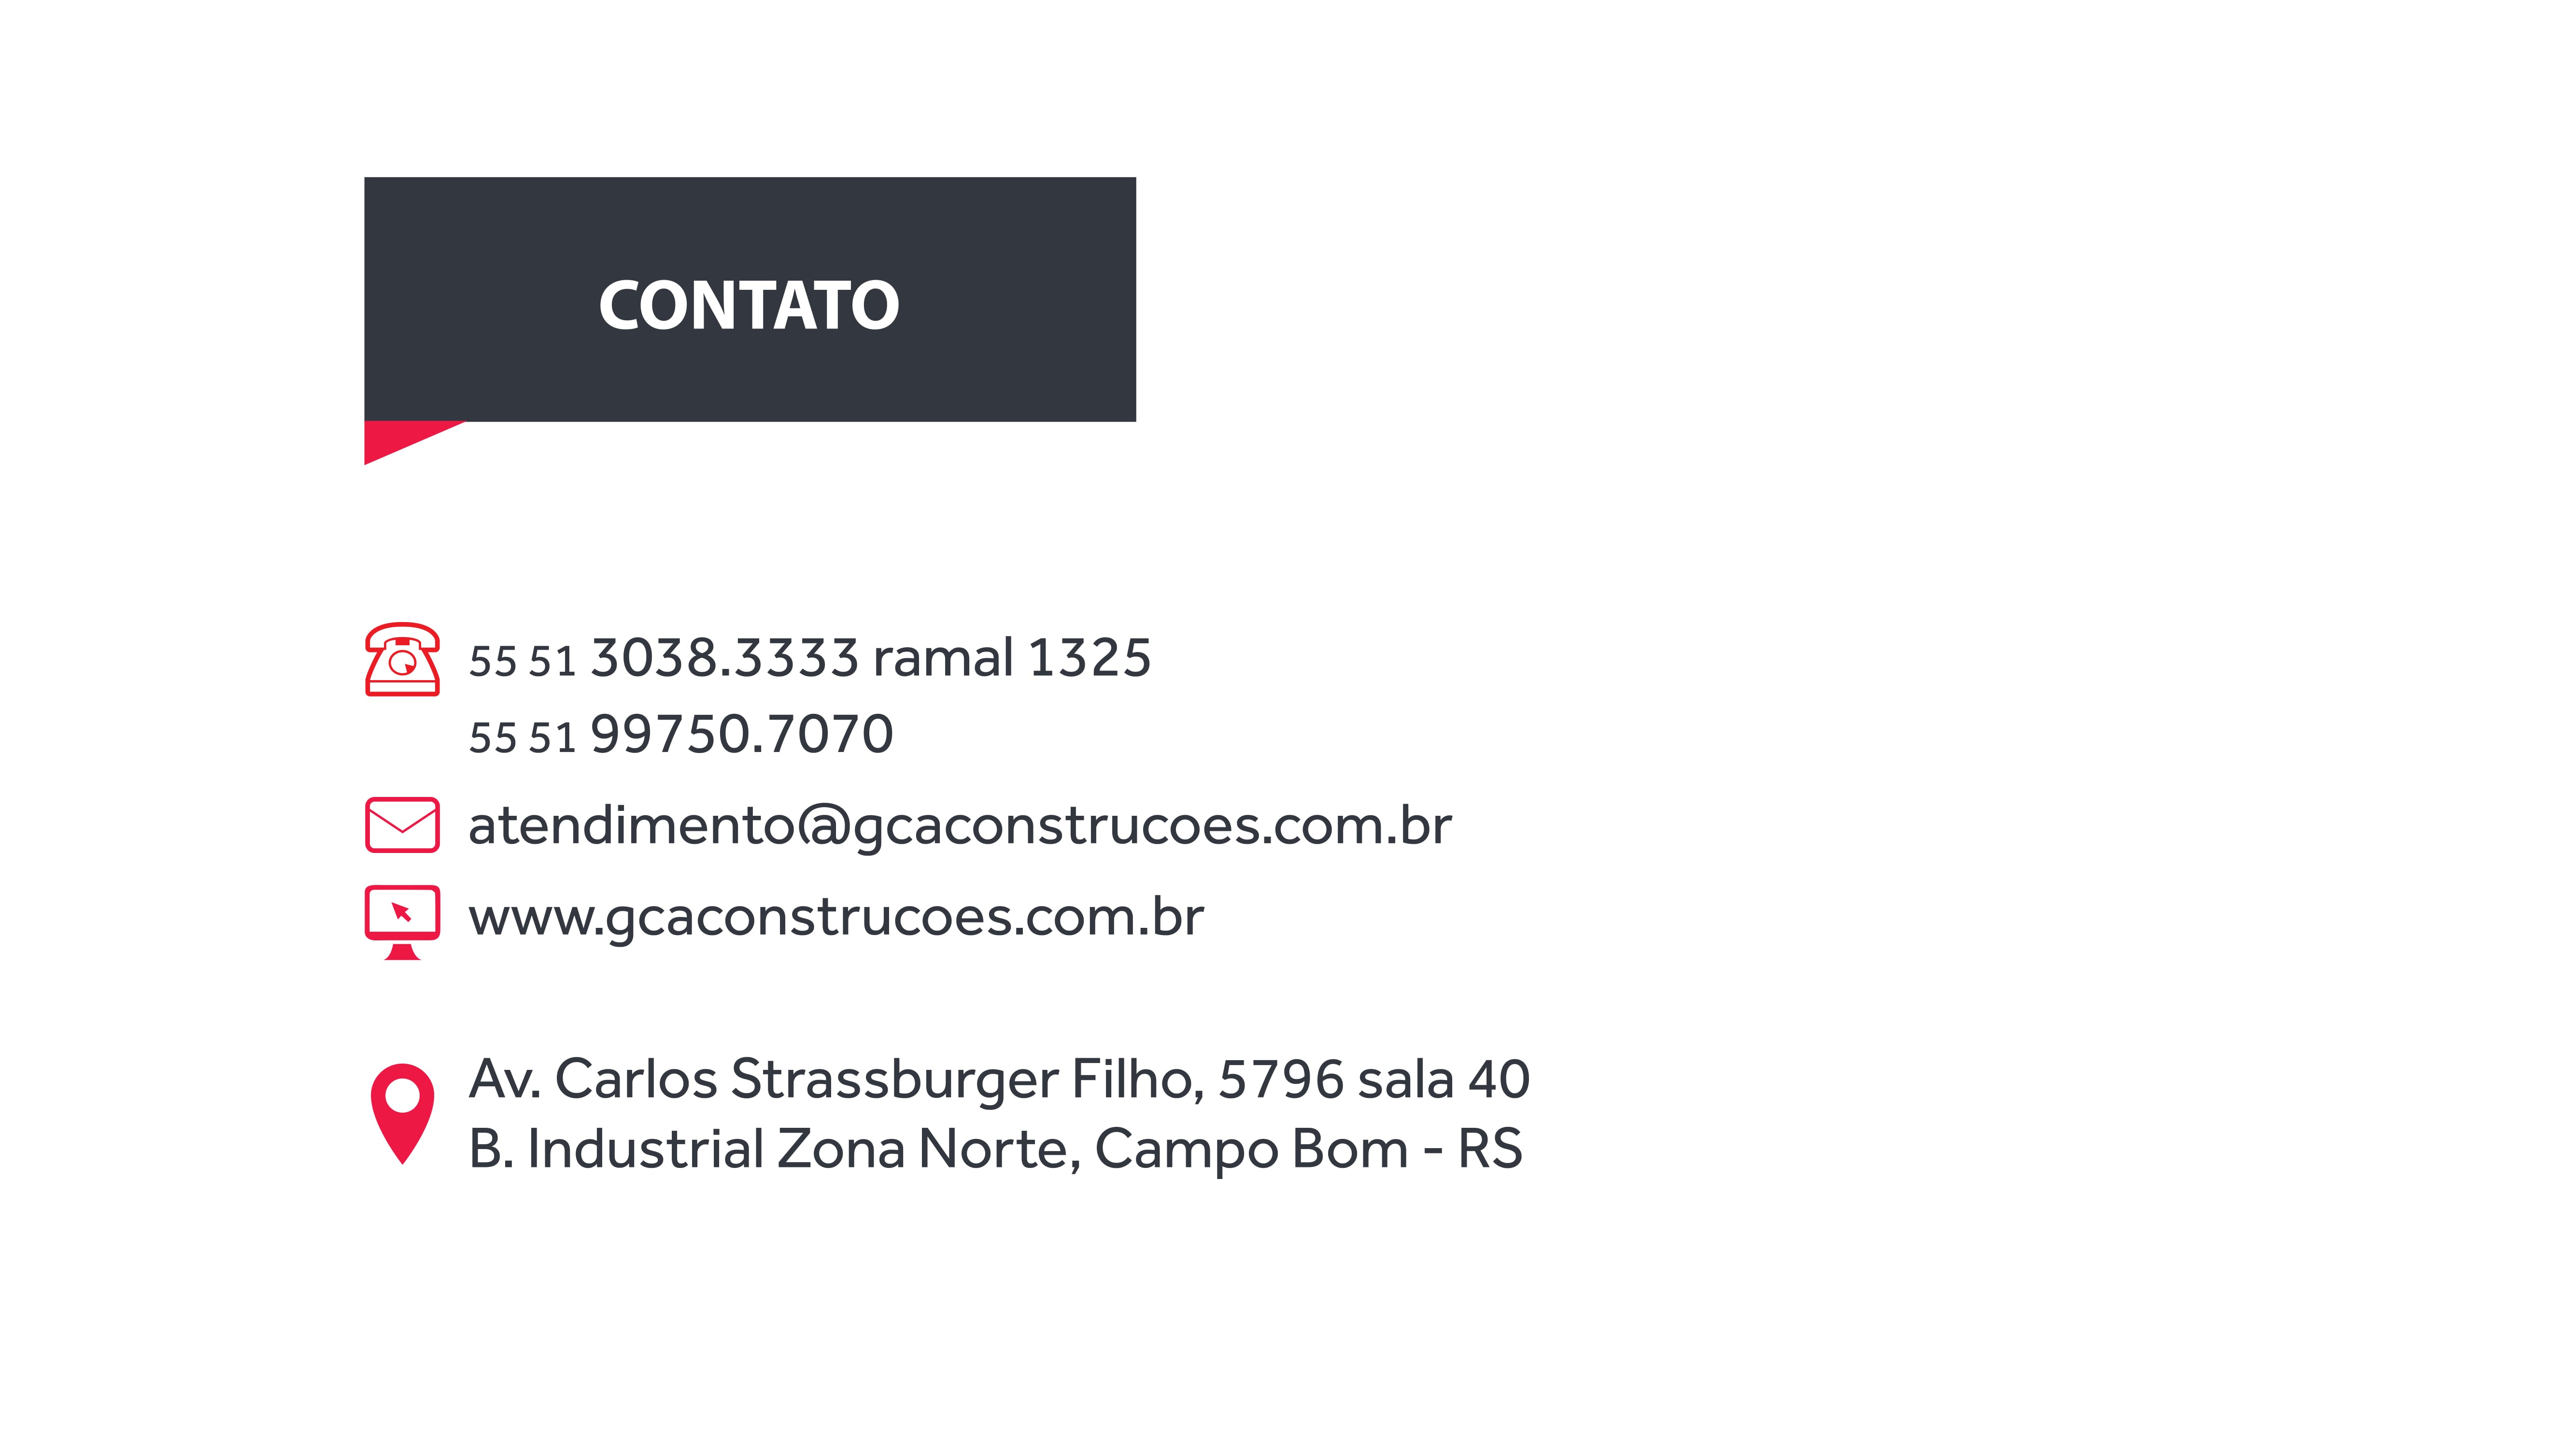 CONTATO
55 51 3038.3333 ramal 1325
55 51 99750.7070
atendimento@gcaconstrucoes.com.br
www.gcaconstrucoes.com.br
Av. Carlos Strassburger Filho, 5796 sala 40
B. Industrial Zona Norte, Campo Bom - RS